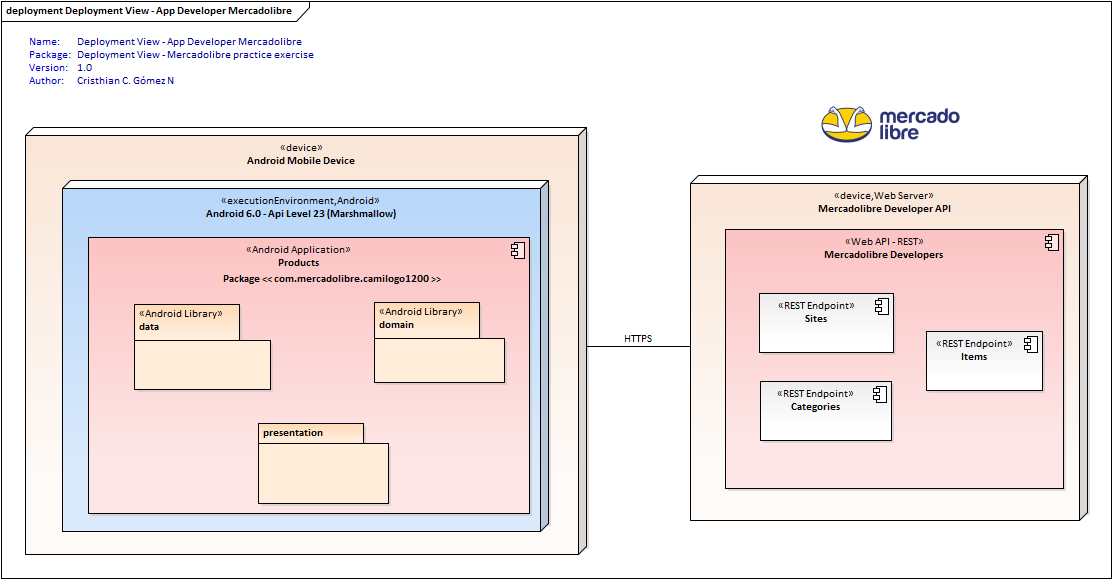 deployment Deployment View - App Developer Mercadolibre
Name: Deployment View - App Developer Mercadolibre
Package: Deployment View - Mercadolibre practice exercise
Version: 1.0
Author: Cristhian C. Gómez N
mercado
libre
«device»
Android Mobile Device
«executionEnvironment,Android»
Android 6.0 - Api Level 23 (Marshmallow)
«Android Application»
Products
Package << com.mercadolibre.camilogo1200 >>
«Android Library»
data
«Android Library»
domain
presentation
HTTPS
«device,Web Server»
Mercadolibre Developer API
«Web API - REST»
Mercadolibre Developers
«REST Endpoint»
Sites
«REST Endpoint»
Items
«REST Endpoint»
Categories